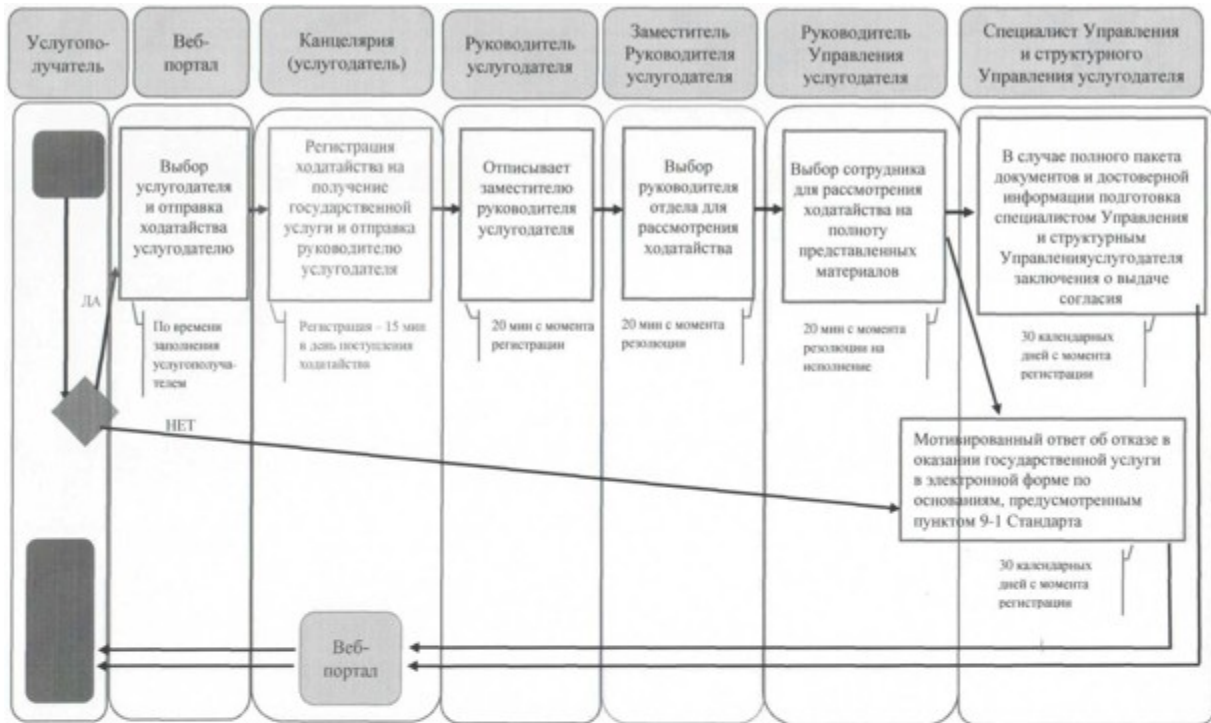 Услугопо-
лучатель
Веб-
портал
Канцелярия
(услугодатель)
Руководитель
услугодателя
Заместитель
Руководителя
услугодателя
Руководитель
Управления
услугодателя
Специалист Управления
и структурного
Управления услугодателя
Выбор
услугодателя
и отправка
ходатайства
услугодателю
Регистрация
ходатайства на
получение
государственной
услуги и отправка
руководителю
услугодателя
Отписывает
заместителю
руководителя
услугодателя
Выбор
руководителя
отдела для
рассмотрения
ходатайства
Выбор сотрудника
для рассмотрения
ходатайства на
полноту
представленных
материалов
В случае полного пакета
документов и достоверной
информации подготовка
специалистом Управления
и структурным
Управленияуслугодателя
заключения о выдаче
согласия
ДА
По времени
заполнения
услугополуча-
телем
Регистрация – 15 мин
в день поступления
ходатайства
20 мин с момента
регистрации
20 мин с момента
резолюции
20 мин с момента
резолюции на
исполнение
30 календарных
дней с момента
регистрации
НЕТ
Мотивированный ответ об отказе в
оказании государственной услуги
в электронной форме по
основаниям, предусмотренным
пунктом 9-1 Стандарта
30 календарных
дней с момента
регистрации
Веб-
портал